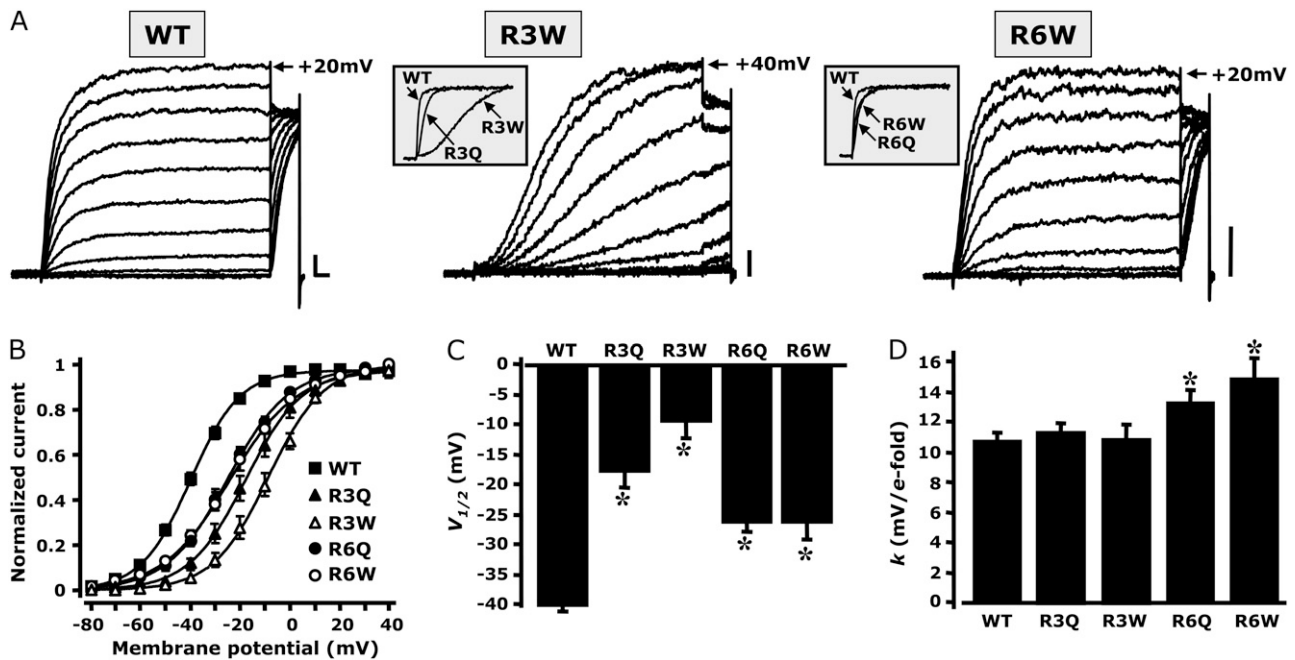 A
WT
R3W
R6W
+20mV
+40mV
+20mV
WT
R3W
R3Q
WT
R6W
R6Q
B
Normalized current
1
0.8
0.6
0.4
0.2
0
WT
R3Q
R3W
R6Q
R6W
-80 -60 -40 -20 0 20 40
Membrane potential (mV)
C
WT R3Q R3W R6Q R6W
V1/2 (mV)
0
-5
-10
-15
-20
-25
-30
-35
-40
*
*
*
*
D
k (mV/e-fold)
16
14
12
10
8
6
4
2
0
*
*
WT R3Q R3W R6Q R6W